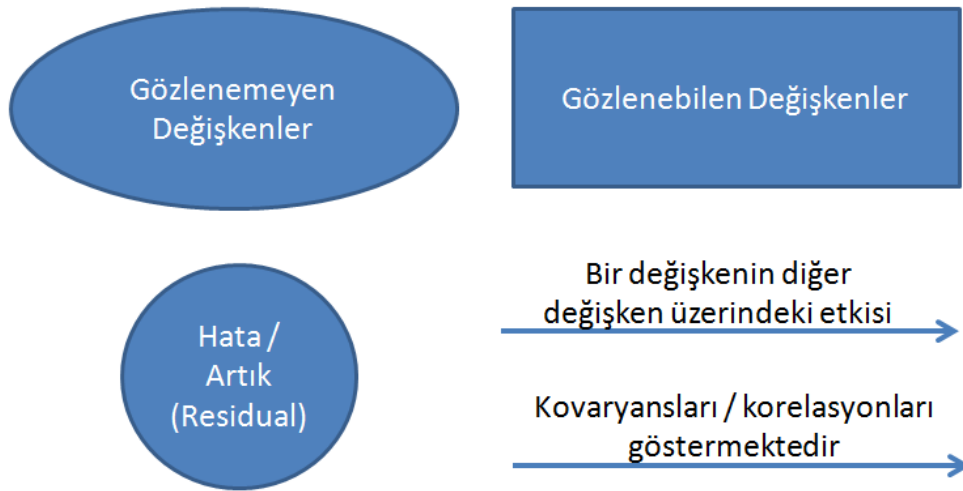 Gözlenemeyen
Değişkenler
Gözlenebilen Değişkenler
Hata /
Artık
(Residual)
Bir değişkenin diğer
değişken üzerindeki etkisi
Kovaryansları / korelasyonları
göstermektedir